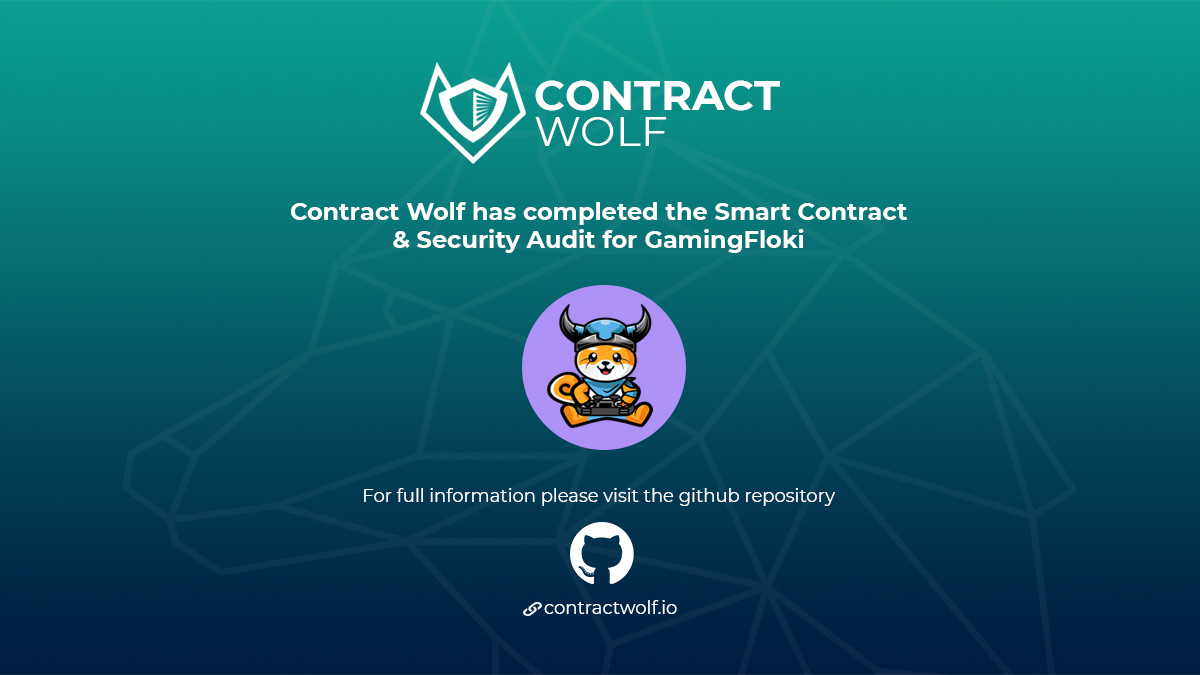 CONTRACT
WOLF
Contract Wolf has completed the Smart Contract
& Security Audit for GamingFloki
For full information please visit the github repository
contractwolf.io